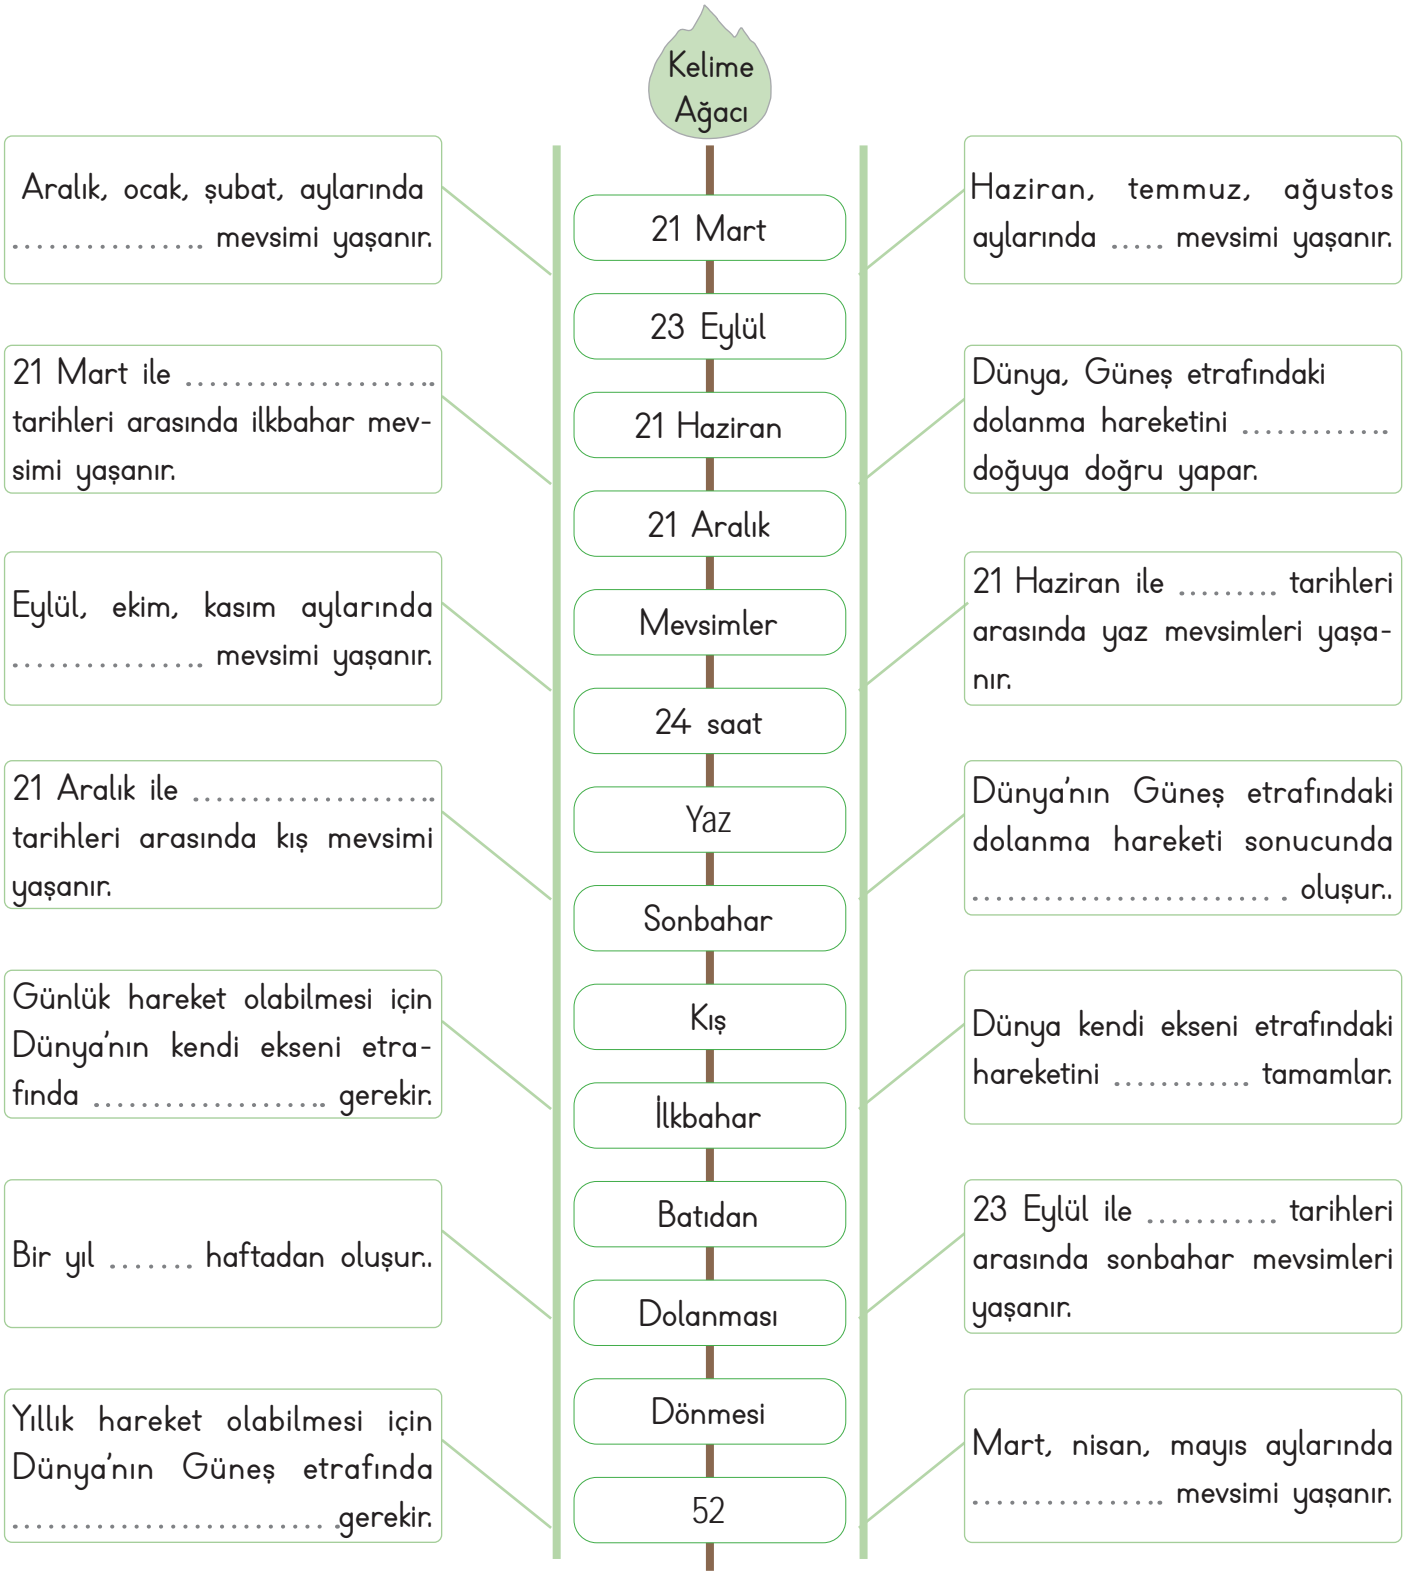 Kelime
Ağacı
Aralık, ocak, şubat, aylarında
................ mevsimi yaşanır.
21 Mart ile .....................
tarihleri arasında ilkbahar mev-
simi yaşanır.
Eylül, ekim, kasım aylarında
................ mevsimi yaşanır.
21 Aralık ile .....................
tarihleri arasında kış mevsimi
yaşanır.
Günlük hareket olabilmesi için
Dünya'nın kendi ekseni etra-
fında .................... gerekir.
Bir yıl ....... haftadan oluşur..
Yıllık hareket olabilmesi için
Dünya'nın Güneş etrafında
........................... gerekir.
21 Mart
23 Eylül
21 Haziran
21 Aralık
Mevsimler
24 saat
Yaz
Sonbahar
Kış
İlkbahar
Batıdan
Dolanması
Dönmesi
52
Haziran, temmuz, ağustos
aylarında ..... mevsimi yaşanır.
Dünya, Güneş etrafındaki
dolanma hareketini .............
doğuya doğru yapar.
21 Haziran ile ......... tarihleri
arasında yaz mevsimleri yaşa-
nır.
Dünya'nın Güneş etrafındaki
dolanma hareketi sonucunda
.......................... . oluşur..
Dünya kendi ekseni etrafındaki
hareketini ............ tamamlar.
23 Eylül ile ........... tarihleri
arasında sonbahar mevsimleri
yaşanır.
Mart, nisan, mayıs aylarında
................ mevsimi yaşanır.